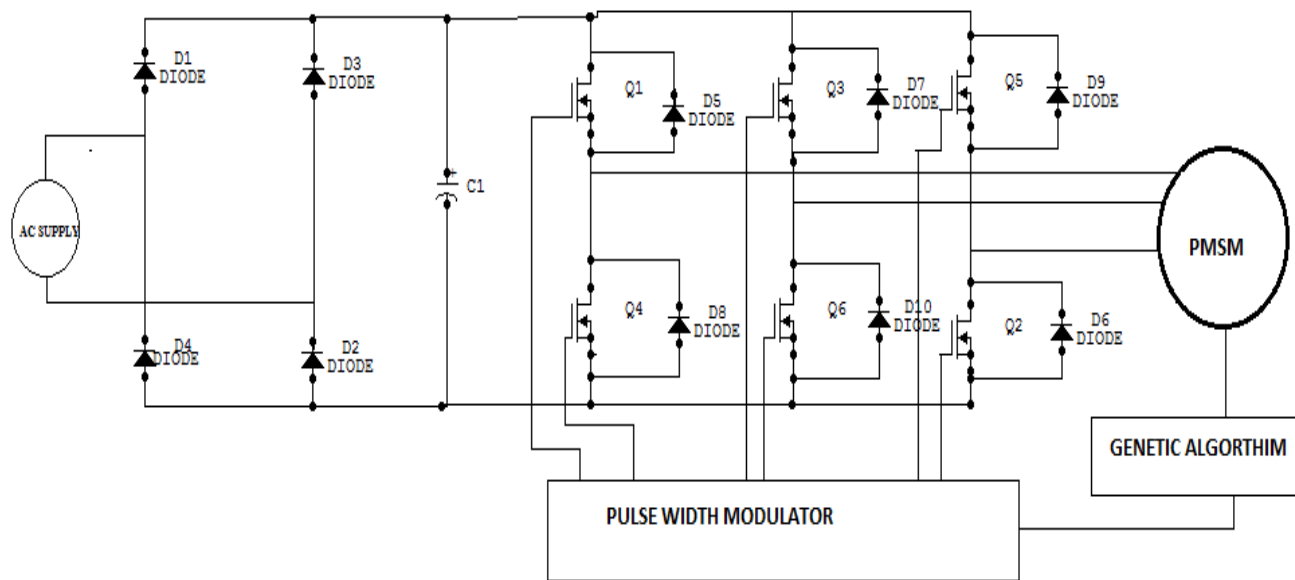 D1
DIODE
D3
DIODE
Q1
D5
DIODE
Q3
D7
DIODE
Q5
D9
DIODE
C1
+
AC SUPPLY
PMSM
D4
DIODE
D2
DIODE
Q4
D8
DIODE
Q6
D10
DIODE
Q2
D6
DIODE
GENETIC ALGORTHIM
PULSE WIDTH MODULATOR